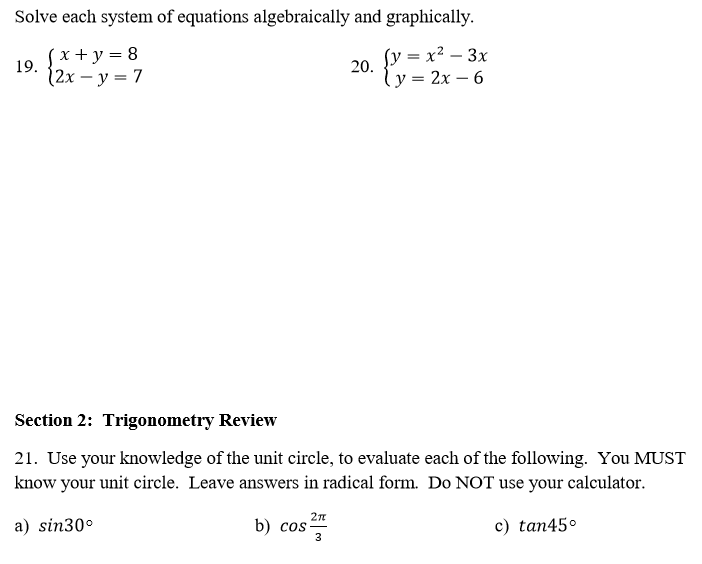 Solve each system of equations algebraically and graphically.
19. { x + y = 8
2x − y = 7
20. { y = x² − 3x
y = 2x − 6
Section 2: Trigonometry Review
21. Use your knowledge of the unit circle, to evaluate each of the following. You MUST
know your unit circle. Leave answers in radical form. Do NOT use your calculator.
a) sin30° b) cos 2π/3 c) tan45°